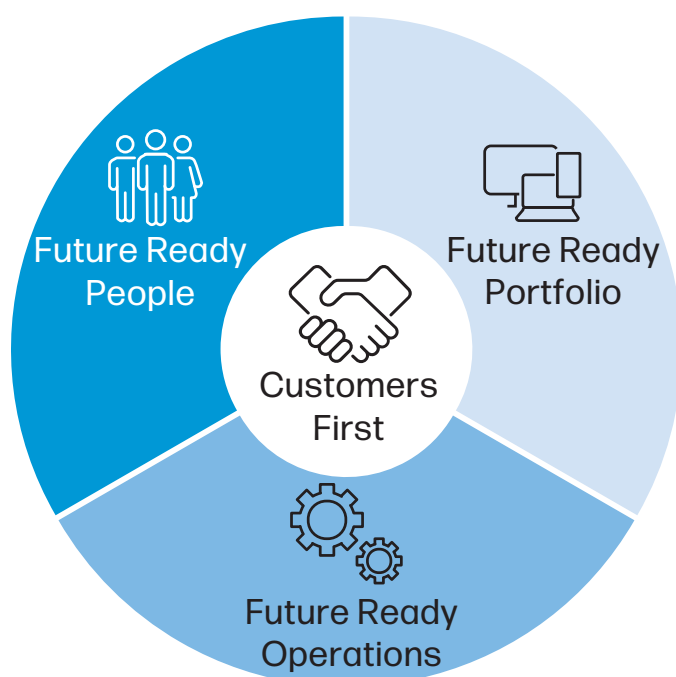 Future Ready
People
Future Ready
Portfolio
Customers
First
Future Ready
Operations